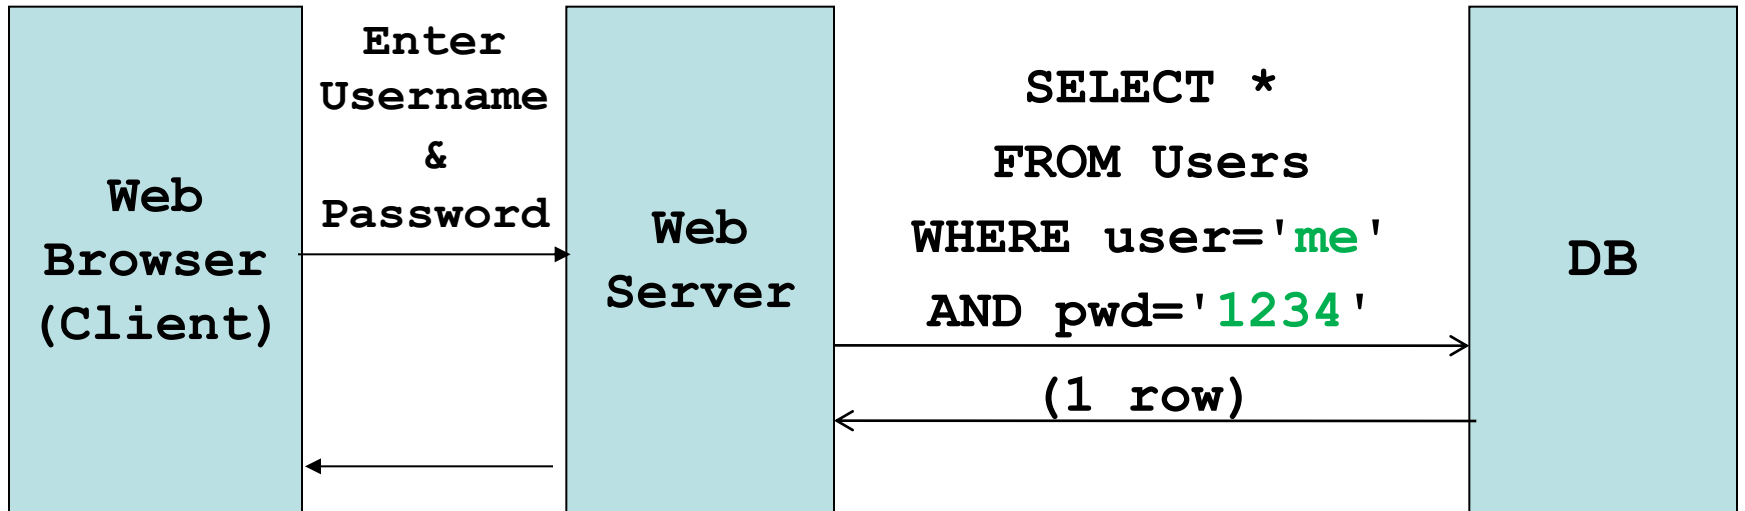 Web
Browser
(Client)
Enter
Username
&
Password
Web
Server
SELECT *
FROM Users
WHERE user='me'
AND pwd='1234'
(1 row)
DB